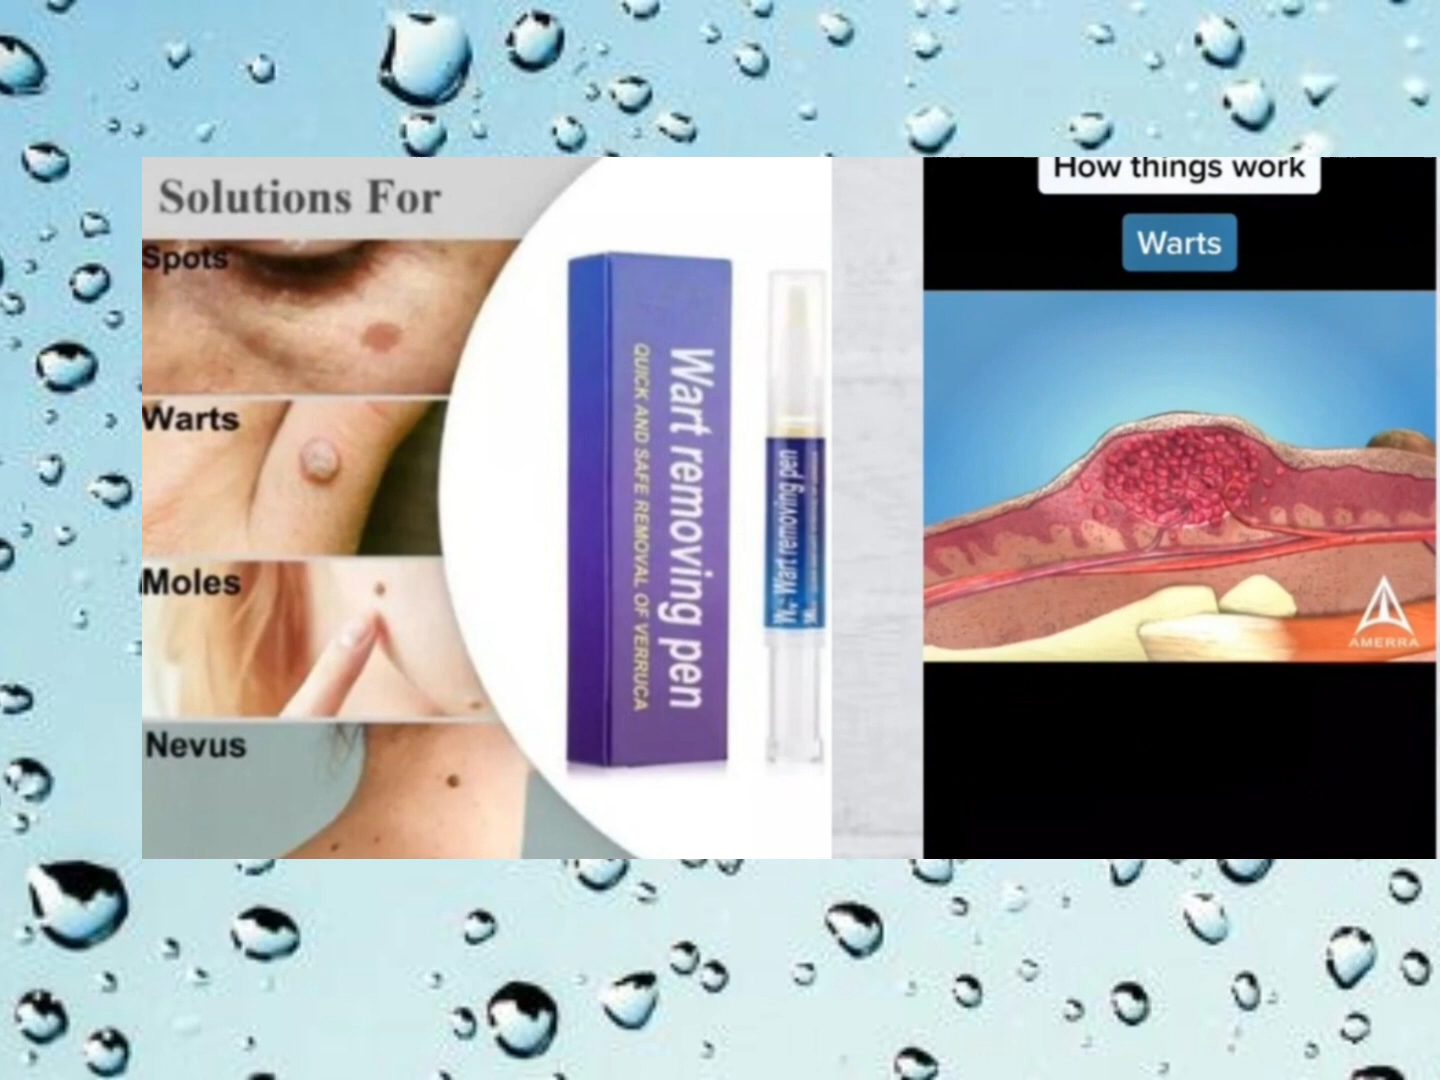 Solutions For
Spots
Warts
Moles
Nevus
Wart removing pen
QUICK AND SAFE REMOVAL OF VERRUCA
Wart removing pen
How things work
Warts
AMERRA